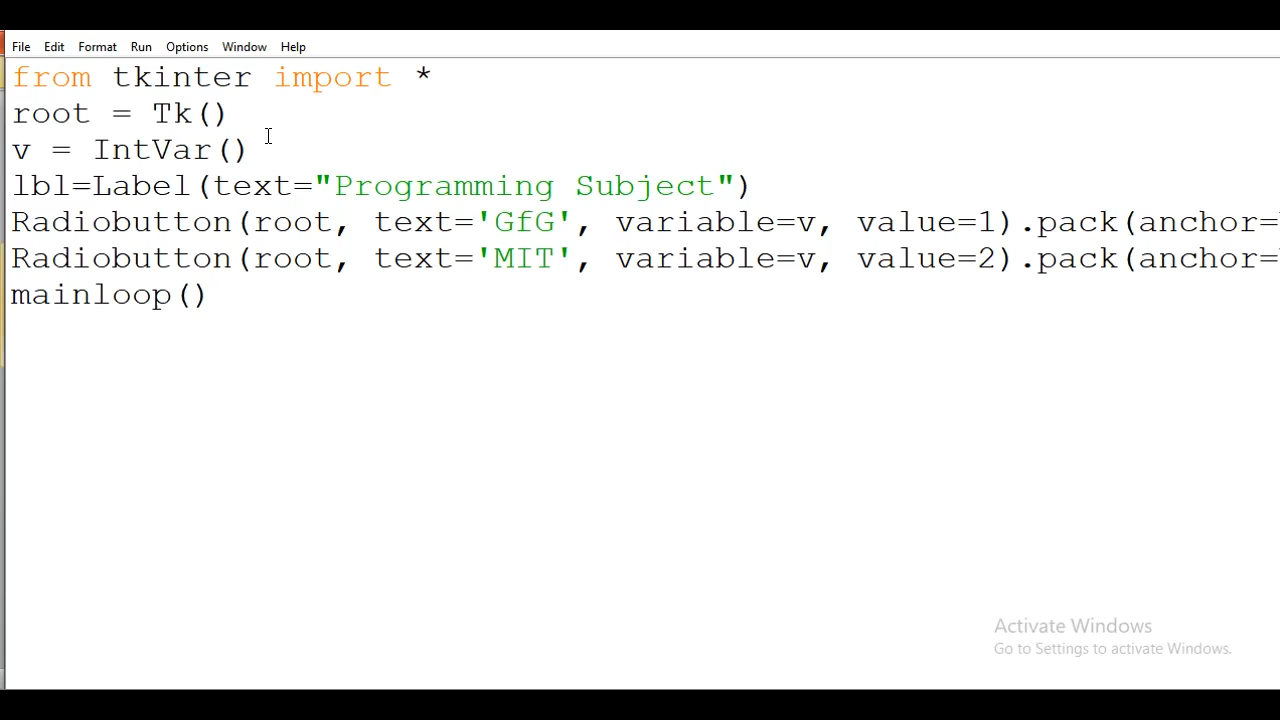 File Edit Format Run Options Window Help
from tkinter import *
root = Tk()
v = IntVar()
lbl=Label(text="Programming Subject")
Radiobutton(root, text='GfG', variable=v, value=1).pack(anchor=
Radiobutton(root, text='MIT', variable=v, value=2).pack(anchor=
mainloop()
Activate Windows
Go to Settings to activate Windows.